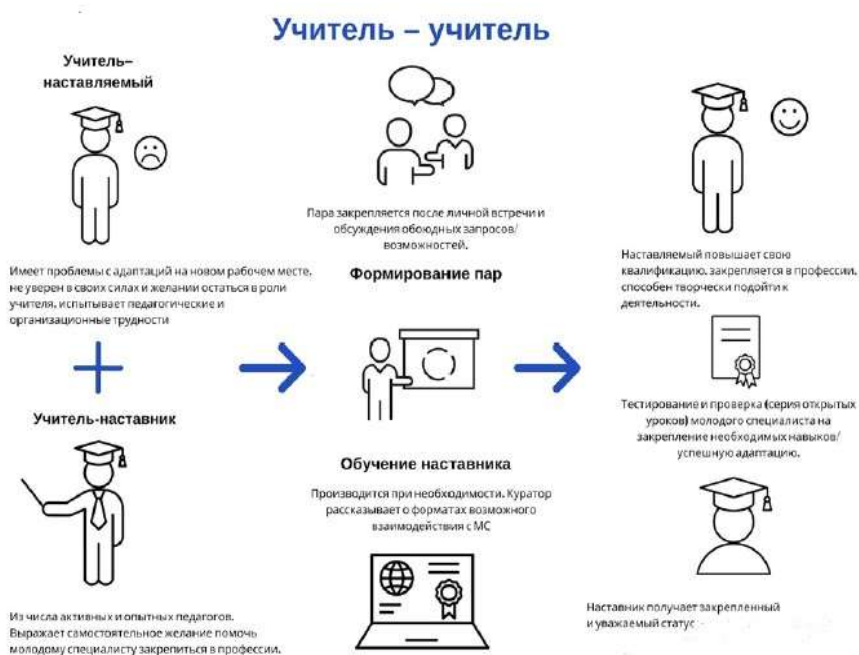 Учитель – учитель
Учитель–
наставляемый
Имеет проблемы с адаптаций на новом рабочем месте,
не уверен в своих силах и желании остаться в роли
учителя, испытывает педагогические и
организационные трудности
Учитель-наставник
Из числа активных и опытных педагогов.
Выражает самостоятельное желание помочь
молодому специалисту закрепиться в профессии.
Пара закрепляется после личной встречи и
обсуждения обоюдных запросов/
возможностей.
Формирование пар
Обучение наставника
Производится при необходимости. Куратор
рассказывает о форматах возможного
взаимодействия с МС
Наставляемый повышает свою
квалификацию, закрепляется в профессии,
способен творчески подойти к
деятельности.
Тестирование и проверка (серия открытых
уроков) молодого специалиста на
закрепление необходимых навыков/
успешную адаптацию.
Наставник получает закрепленный
и уважаемый статус